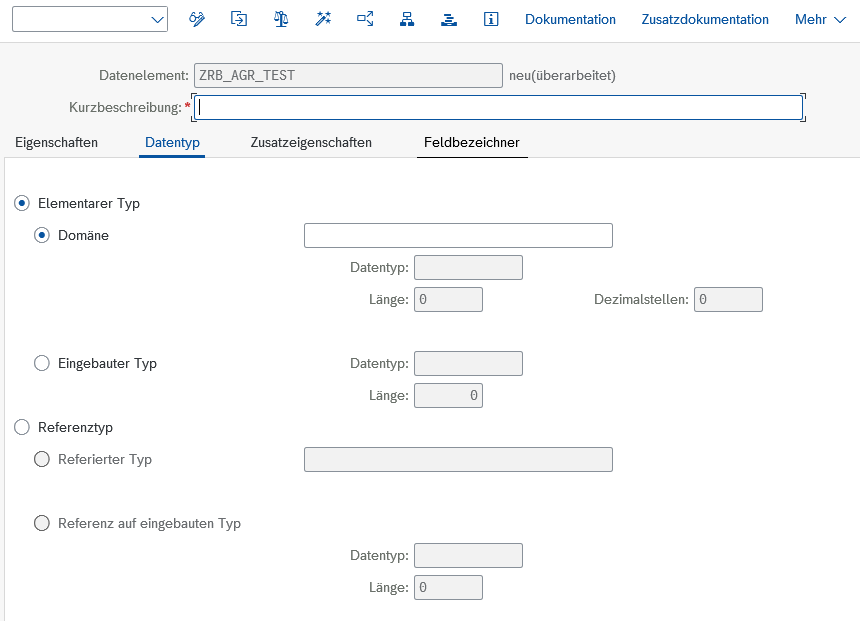 Dokumentation Zusatzdokumentation Mehr
Datenelement: ZRB_AGR_TEST neu(überarbeitet)
Kurzbeschreibung: *
Eigenschaften Datentyp Zusatzeigenschaften Feldbezeichner
Elementarer Typ
Domäne
Datentyp:
Länge: 0 Dezimalstellen: 0
Eingebauter Typ Datentyp:
Länge: 0
Referenztyp
Referierter Typ
Referenz auf eingebauten Typ
Datentyp:
Länge: 0